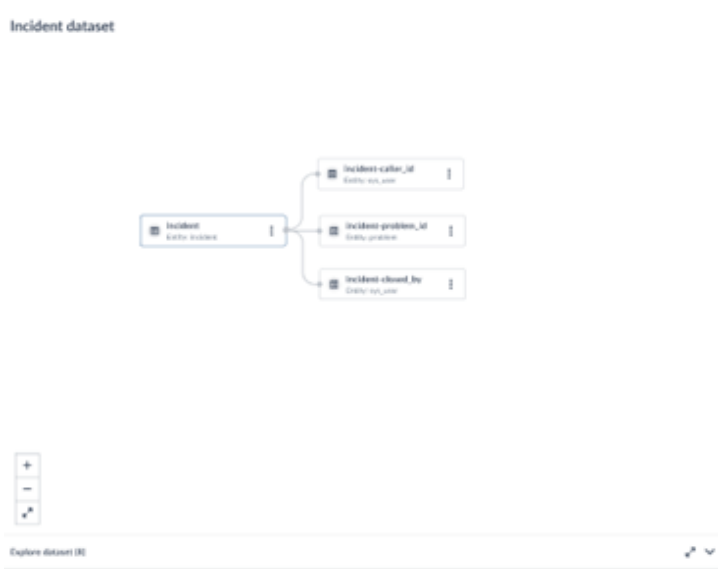 Incident dataset
Incident-caller_id
Entity: sys_user
Incident
Entity: Incident
Incident-problem_id
Entity: problem
Incident-closed_by
Entity: sys_user
Explore dataset (8)